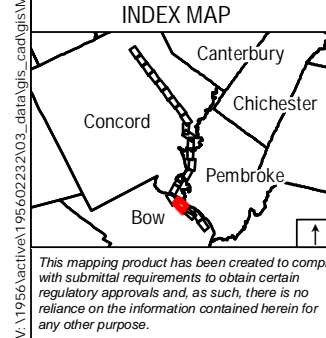 INDEX MAP
Canterbury
Chichester
Concord
Pembroke
Bow
This mapping product has been created to compl
with submittal requirements to obtain certain
regulatory approvals and, as such, there is no
reliance on the information contained herein for
any other purpose.
V:\1956\active\195602232\03_data\gis_cad\gis\M